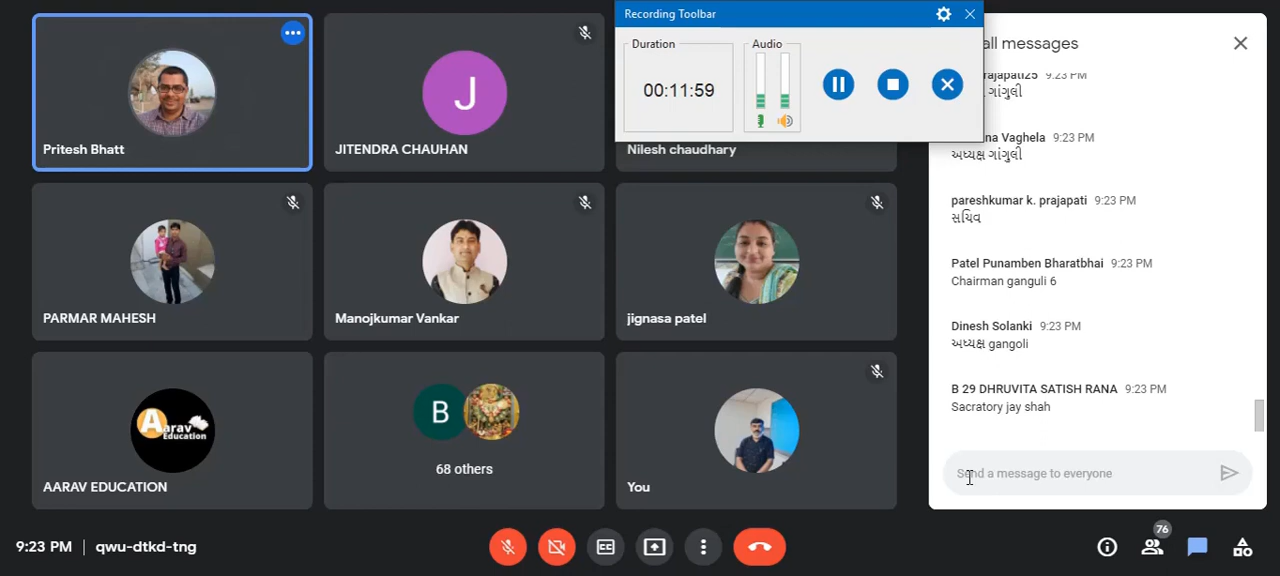 Recording Toolbar
Duration
00:11:59
Audio
Pritesh Bhatt
J
JITENDRA CHAUHAN
Nilesh chaudhary
PARMAR MAHESH
Manojkumar Vankar
jignasa patel
Aarav
Education
AARAV EDUCATION
B
68 others
You
all messages
9:23 PM
ગાંગુલી
Vaghela 9:23 PM
અધ્યક્ષ ગાંગુલી
pareshkumar k. prajapati 9:23 PM
સચિવ
Patel Punamben Bharatbhai 9:23 PM
Chairman ganguli 6
Dinesh Solanki 9:23 PM
અધ્યક્ષ gangoli
B 29 DHRUVITA SATISH RANA 9:23 PM
Sacratory jay shah
Send a message to everyone
9:23 PM | qwu-dtkd-tng
CC
76